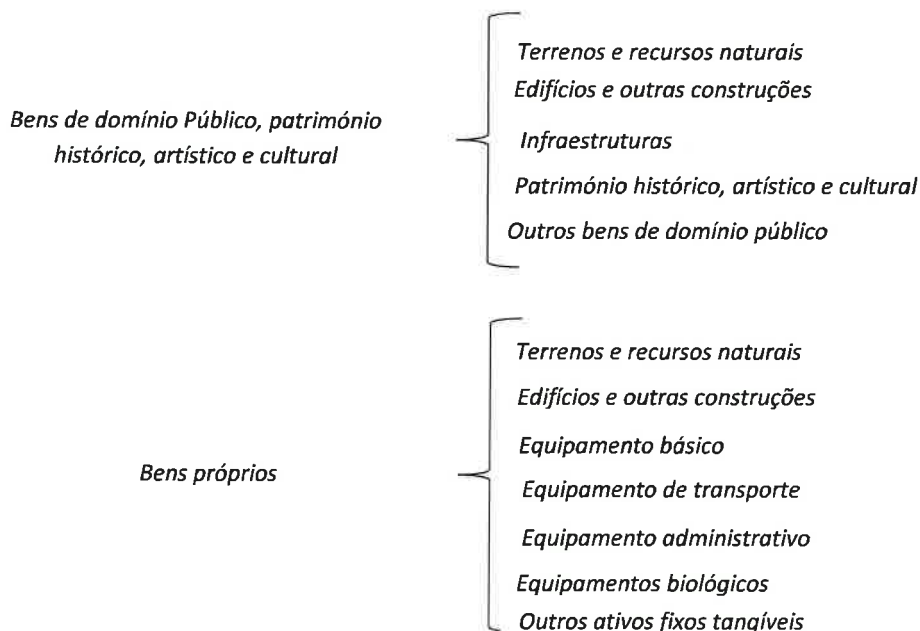 Terrenos e recursos naturais
Edifícios e outras construções
Bens de domínio Público, património
histórico, artístico e cultural
Infraestruturas
Património histórico, artístico e cultural
Outros bens de domínio público
Terrenos e recursos naturais
Edifícios e outras construções
Equipamento básico
Bens próprios
Equipamento de transporte
Equipamento administrativo
Equipamentos biológicos
Outros ativos fixos tangíveis